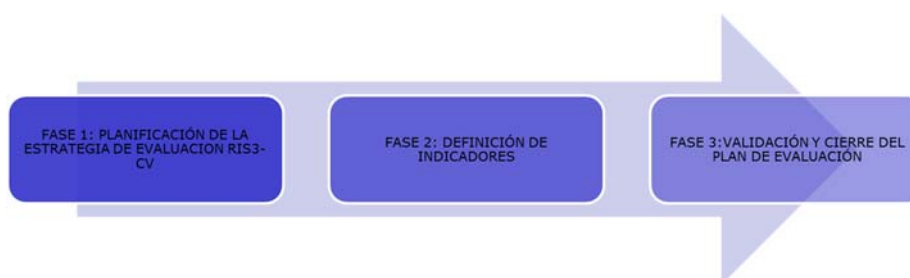 FASE 1: PLANIFICACIÓN DE LA
ESTRATEGIA DE EVALUACION RIS3-
CV
FASE 2: DEFINICIÓN DE
INDICADORES
FASE 3:VALIDACIÓN Y CIERRE DEL
PLAN DE EVALUACIÓN